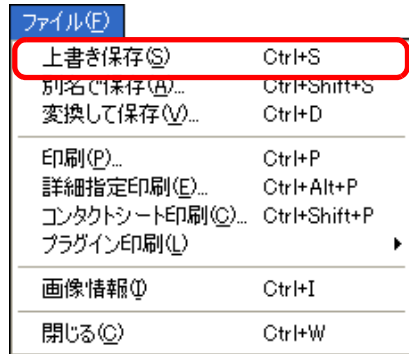 ファイル(F)
上書き保存(S) Ctrl+S
別名で保存(A)... Ctrl+Shift+S
変換して保存(V)... Ctrl+D
印刷(P)... Ctrl+P
詳細指定印刷(E)... Ctrl+Alt+P
コンタクトシート印刷(C)... Ctrl+Shift+P
プラグイン印刷(L)
画像情報(I) Ctrl+I
閉じる(C) Ctrl+W